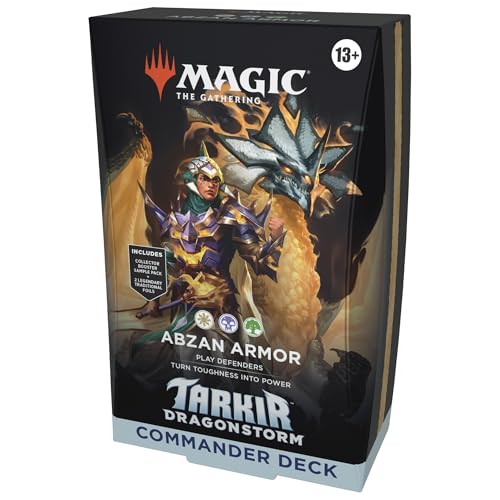 13+
MAGIC
THE GATHERING
INCLUDES
COLLECTOR
BOOSTER
SAMPLE PACK
2 LEGENDARY
TRADITIONAL
FOILS
ABZAN ARMOR
PLAY DEFENDERS
TURN TOUGHNESS INTO POWER
TARKIR
DRAGONSTORM™
COMMANDER DECK